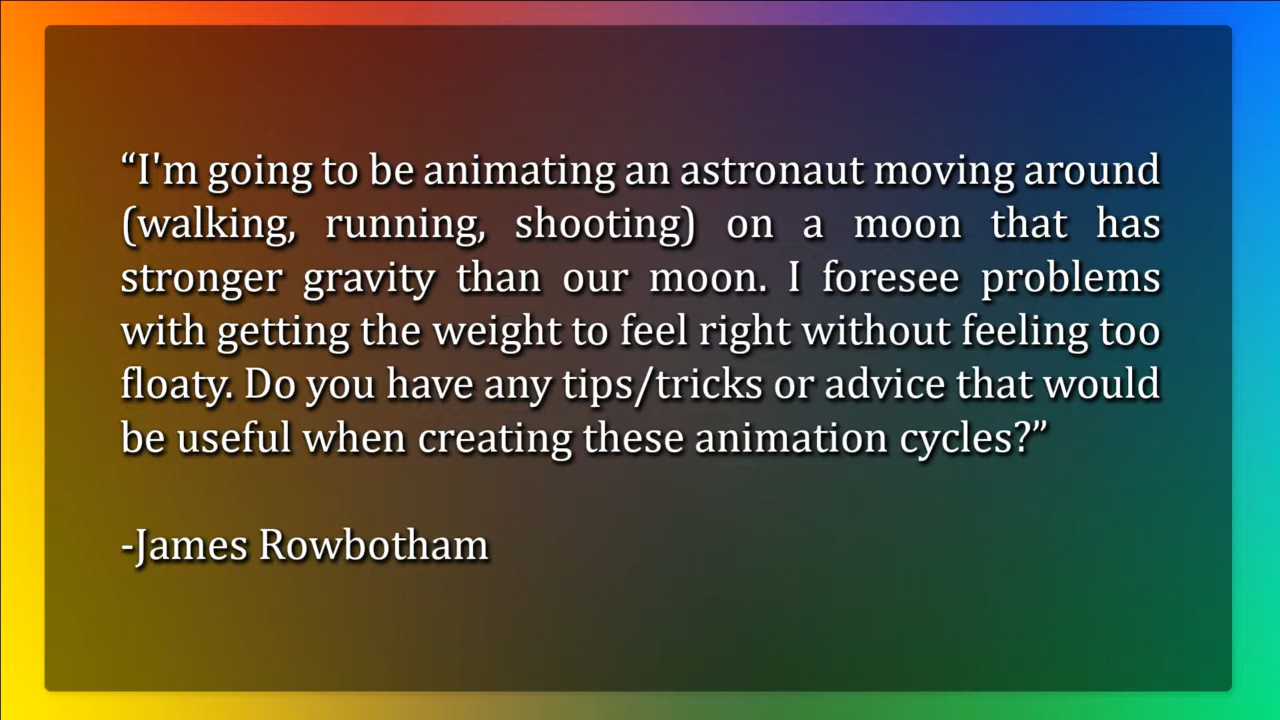 “I'm going to be animating an astronaut moving around
(walking, running, shooting) on a moon that has
stronger gravity than our moon. I foresee problems
with getting the weight to feel right without feeling too
floaty. Do you have any tips/tricks or advice that would
be useful when creating these animation cycles?”
-James Rowbotham